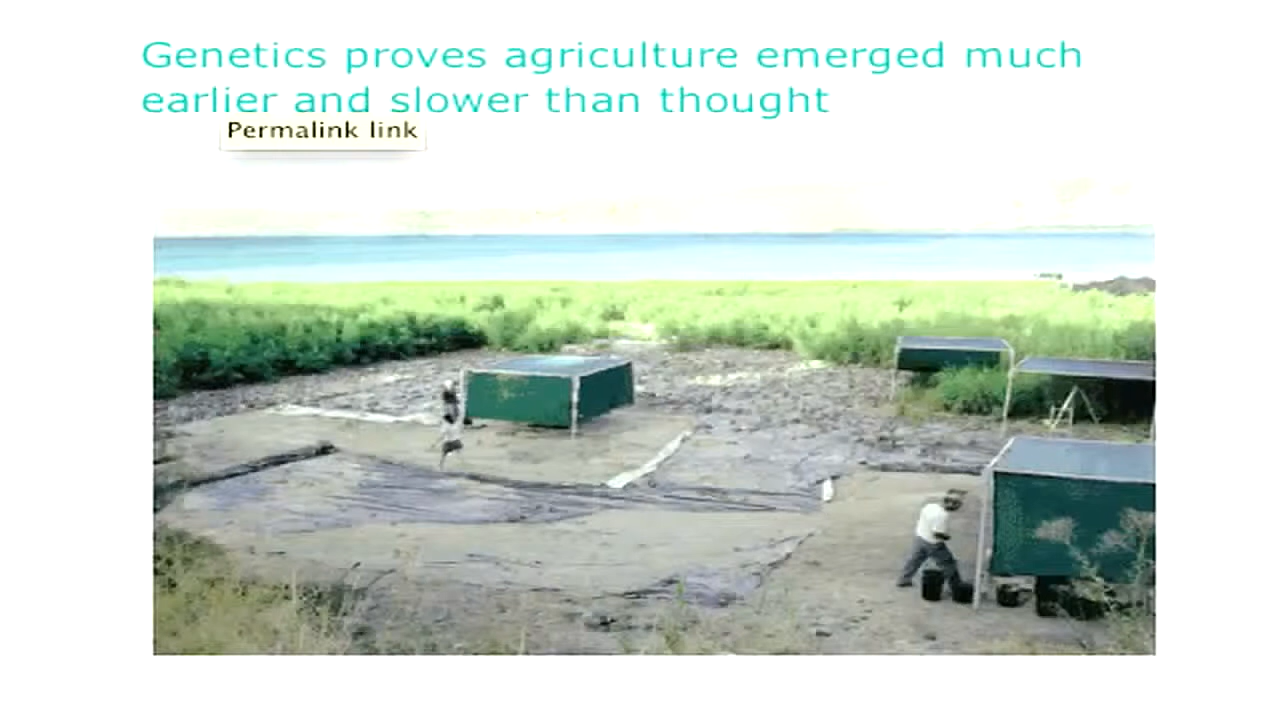 Genetics proves agriculture emerged much
earlier and slower than thought
Permalink link